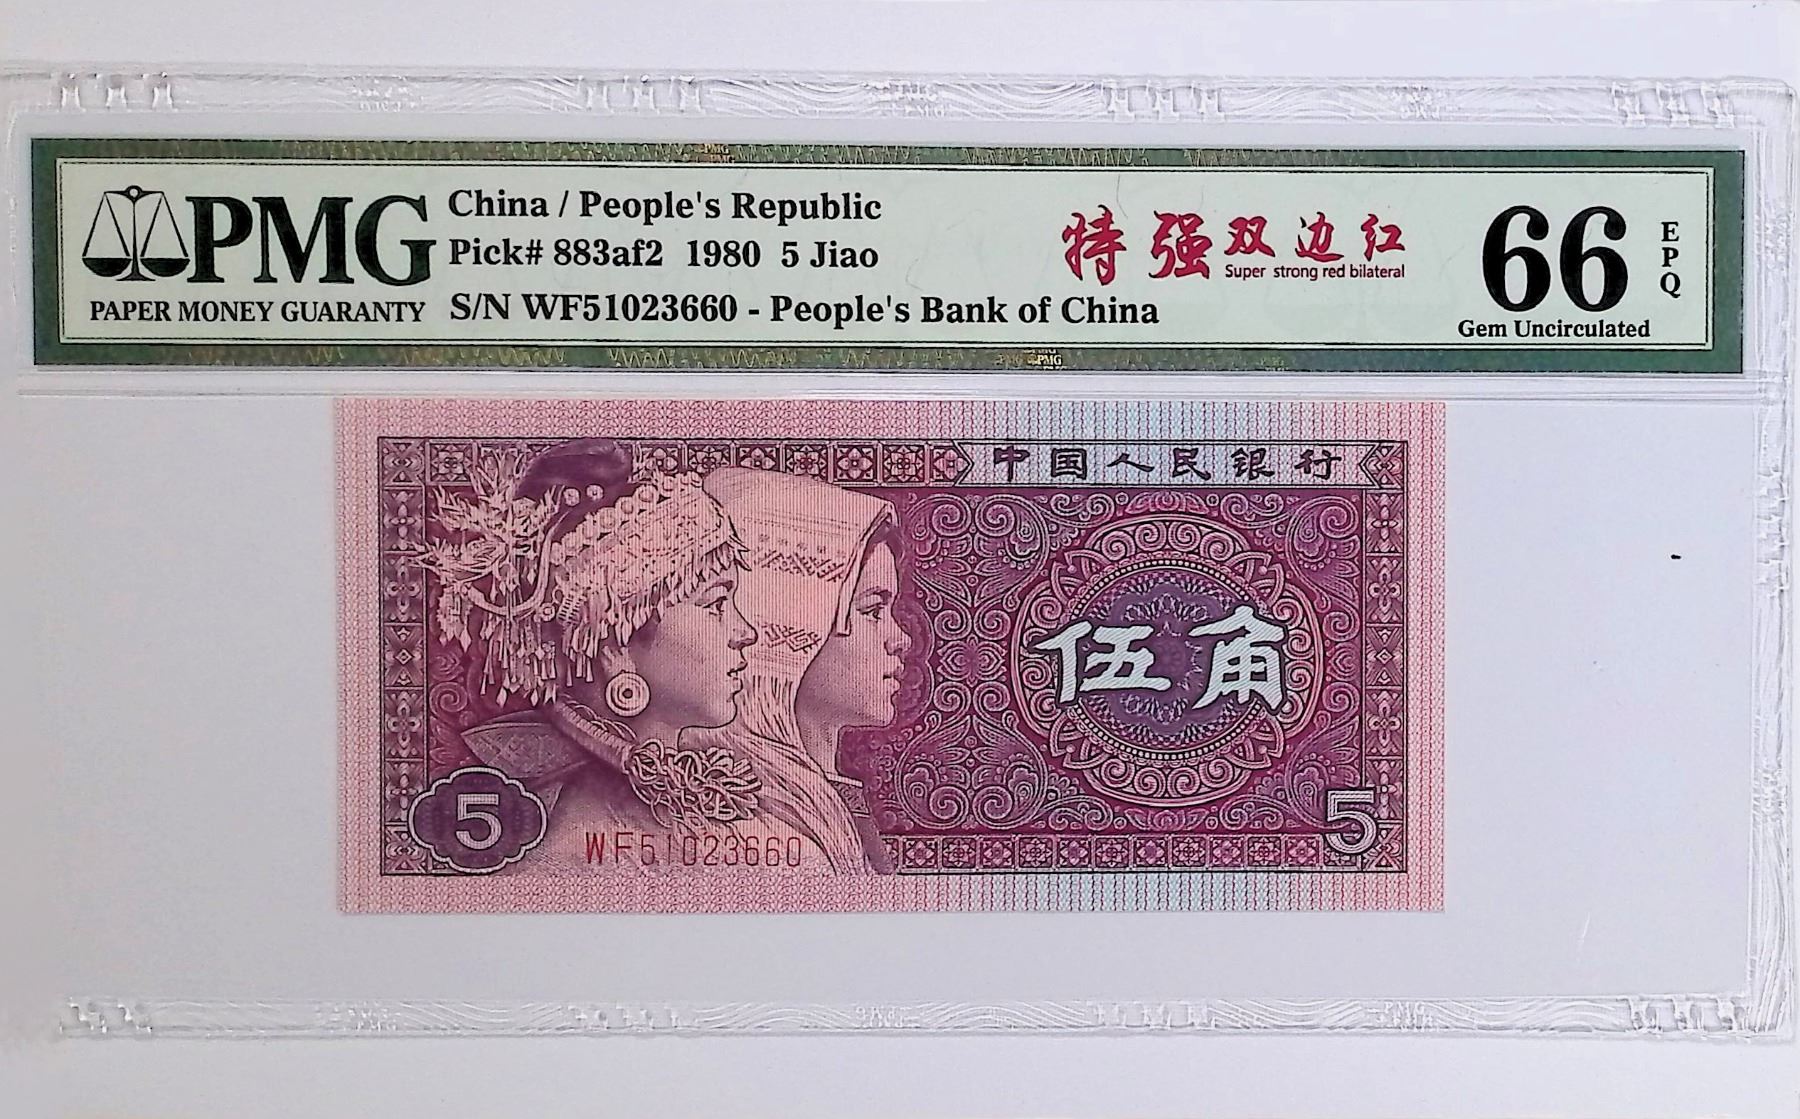 PMG
PAPER MONEY GUARANTY
China / People's Republic
Pick# 883af2 1980 5 Jiao
S/N WF51023660 - People's Bank of China
特强双边红
Super strong red bilateral
66
EPQ
Gem Uncirculated
中国人民银行
伍角
5
WF51023660
5